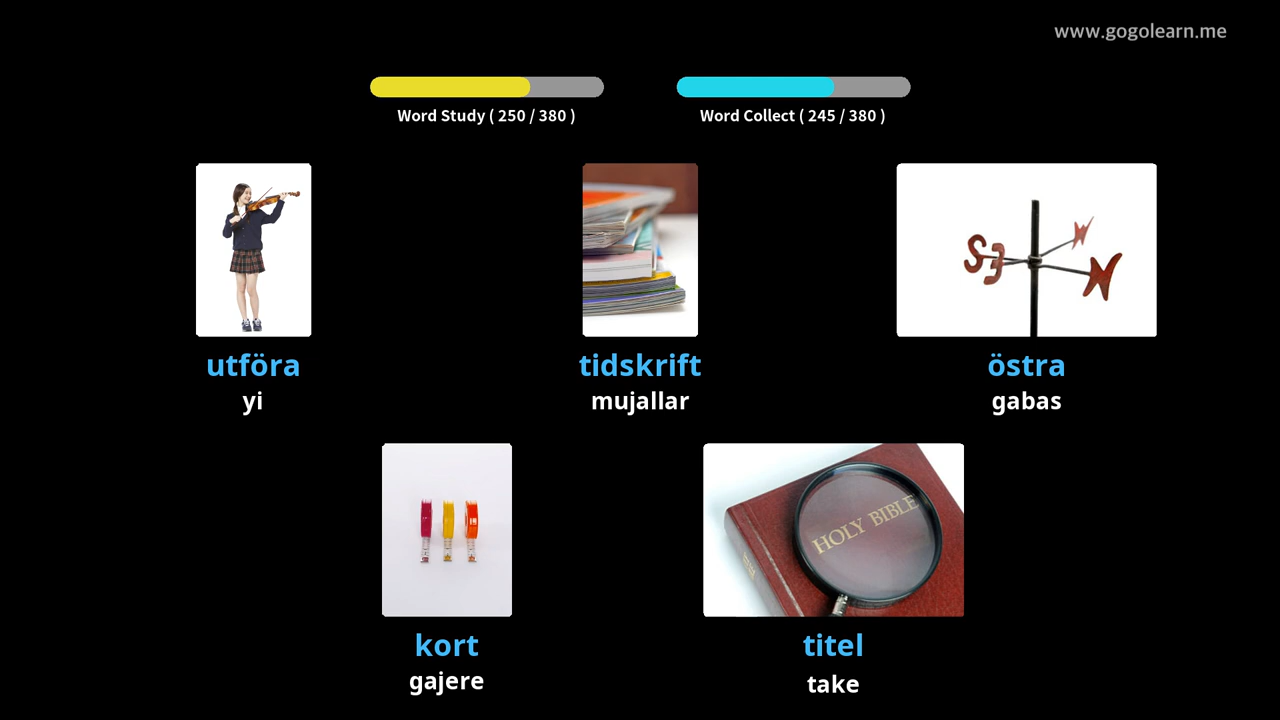 www.gogolearn.me
Word Study ( 250 / 380 )
Word Collect ( 245 / 380 )
utföra
yi
tidskrift
mujallar
östra
gabas
S
E
N
HOLY BIBLE
kort
gajere
titel
take